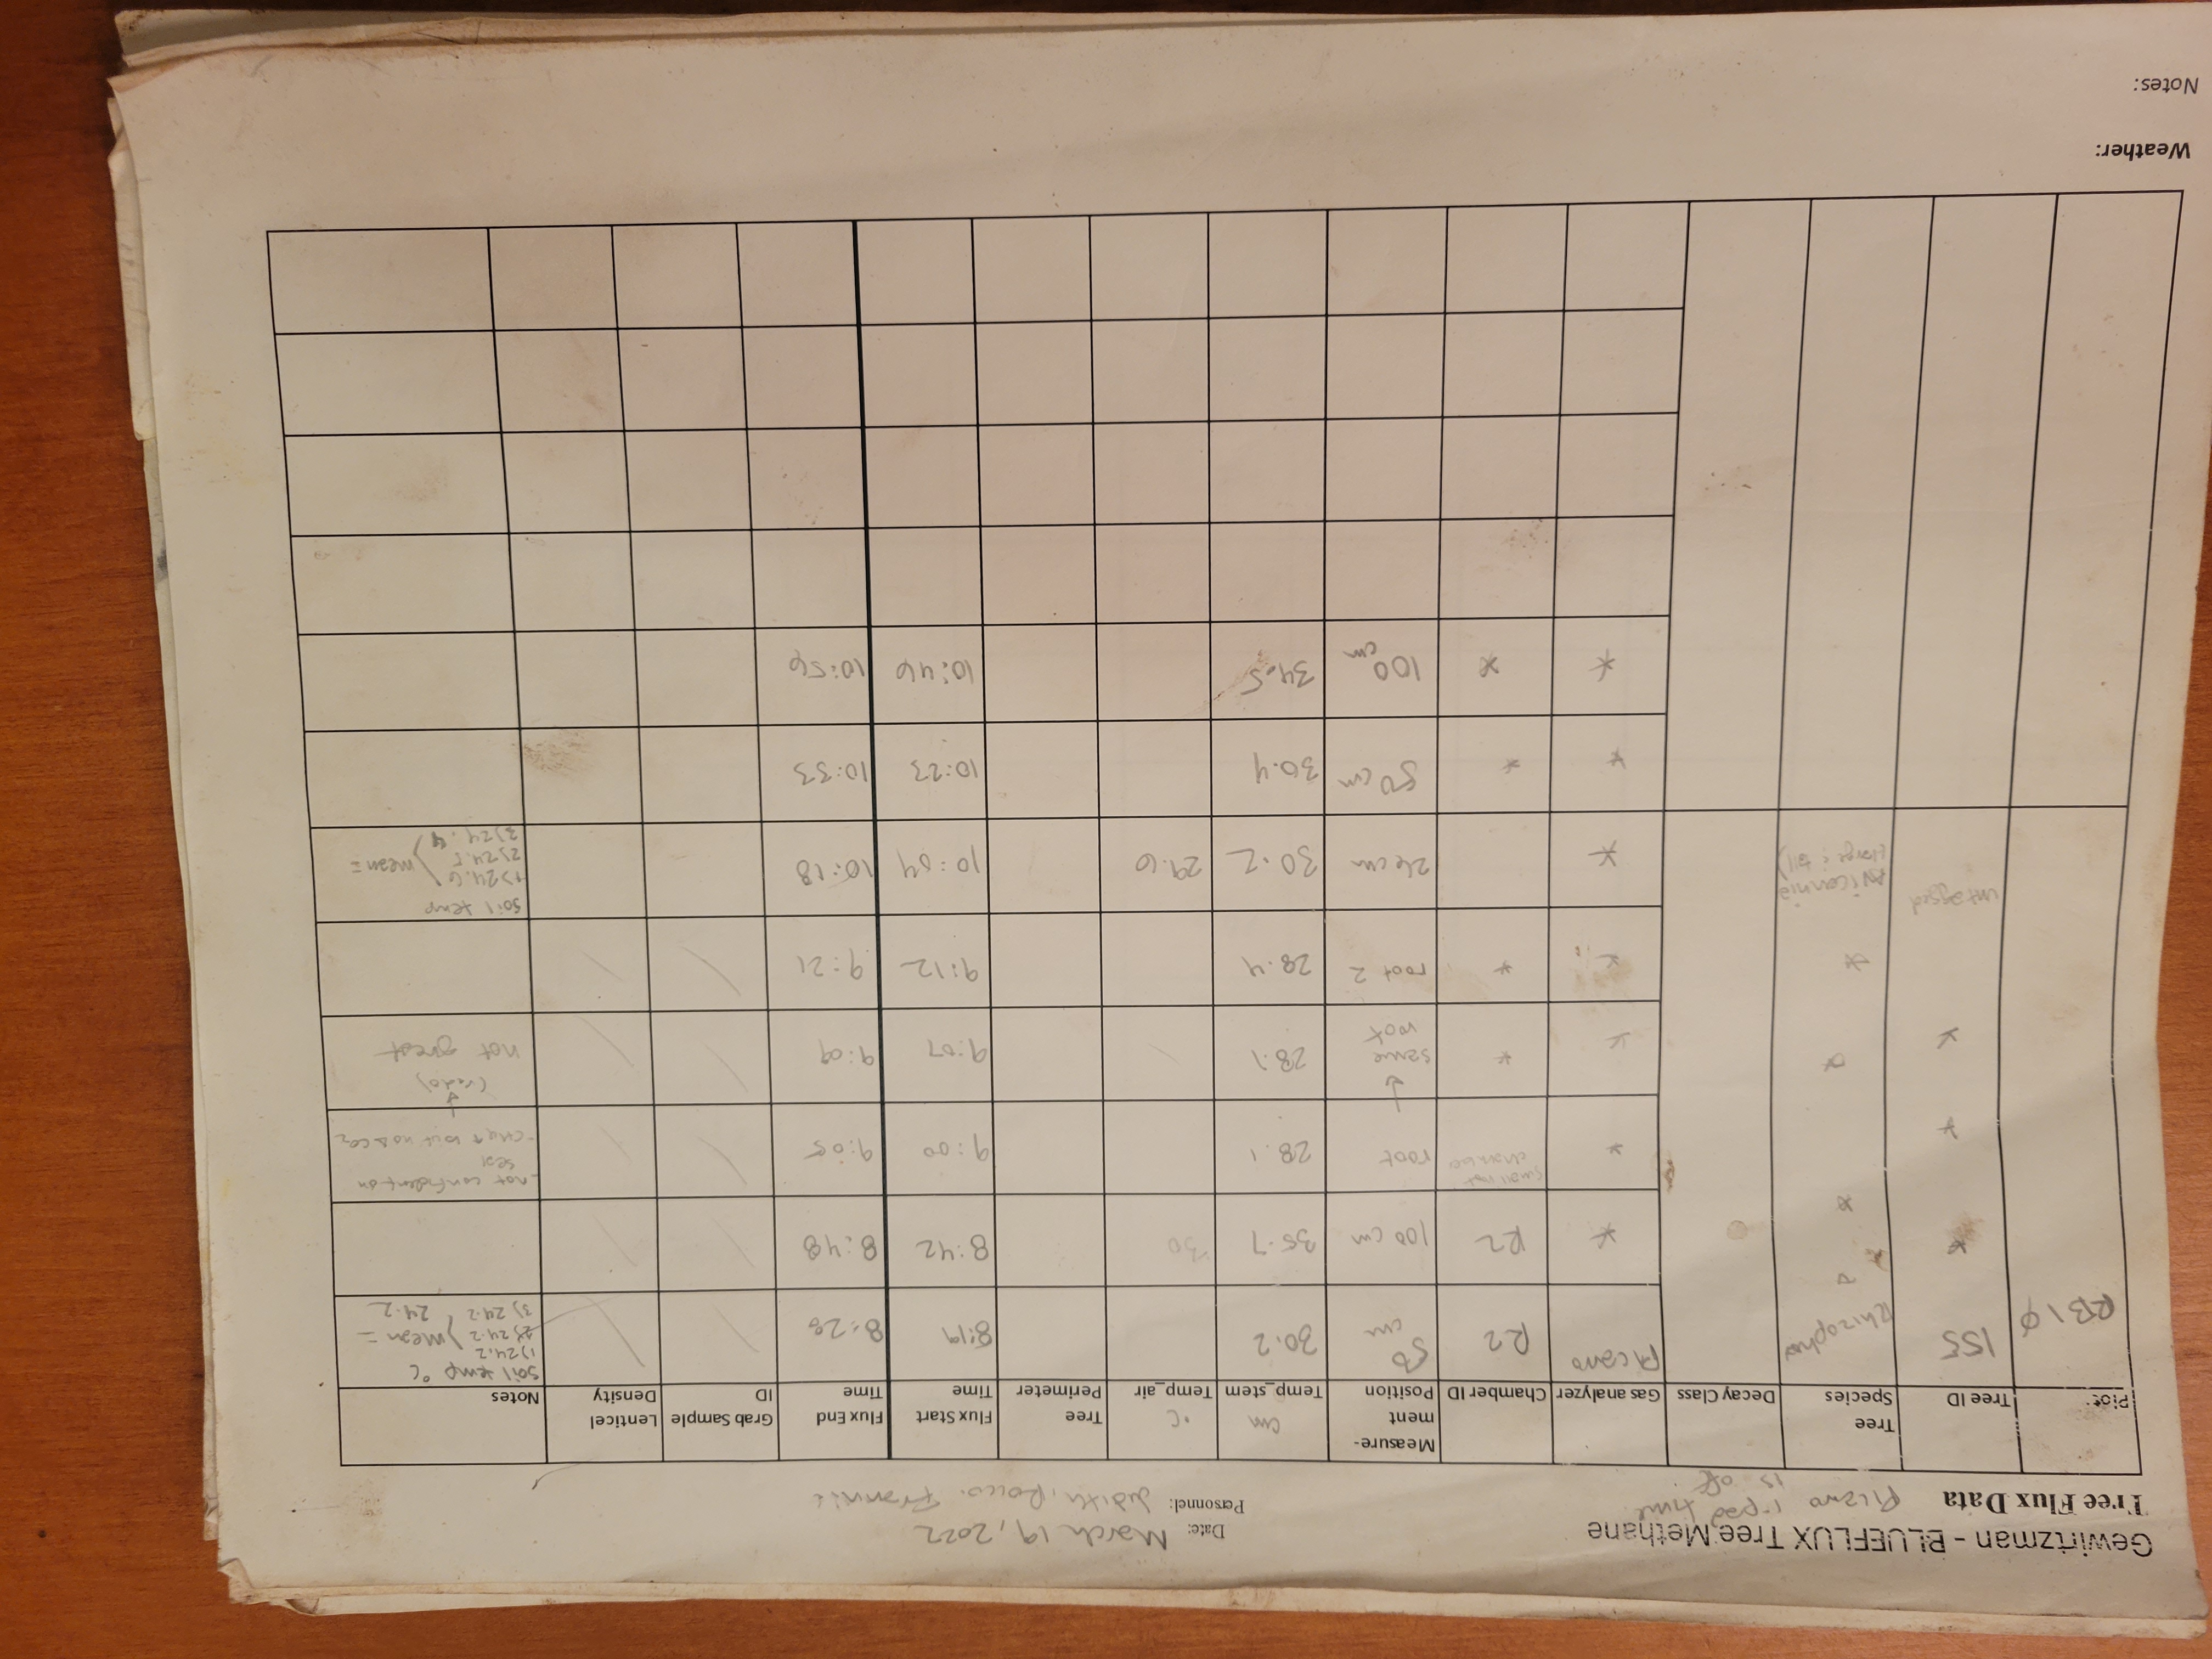 Gewirtzman - BLUEFLUX Tree Methane
Tree Flux Data
Picarro i-pad time
is off
Date: March 19, 2022
Personnel: Judith, Rocco, Frannie
Plot: Tree ID Tree Species Decay Class Gas analyzer Chamber ID Measure-ment Position cm Temp_stem °C Temp_air Tree Perimeter Flux Start Time Flux End Time Grab Sample ID Lenticel Density Notes
RB1Ø 155 Rhizophora Picarro R2 50 cm 30.2 8:19 8:28 soil temp °C
1) 24.2
2) 24.2 ) mean =
3) 24.2 24.2
* * R2 100 cm 35.7 30 8:42 8:48
* * * small root chamber root 28.1 9:00 9:05 - not confident on
seal
- CH4 ↑ but no Δ CO2
* * * * ↓ same root 28.1 9:07 9:09 (redo)
not great
* * * root 2 28.4 9:12 9:21
untagged Avicennia (large & tall) * 26 cm 30.2 29.6 10:04 10:18 soil temp
1) 24.6
2) 24.5 ) mean =
3) 24.4
* * 50 cm 30.4 10:23 10:33
* * 100 cm 34.5 10:46 10:56
Weather:
Notes: